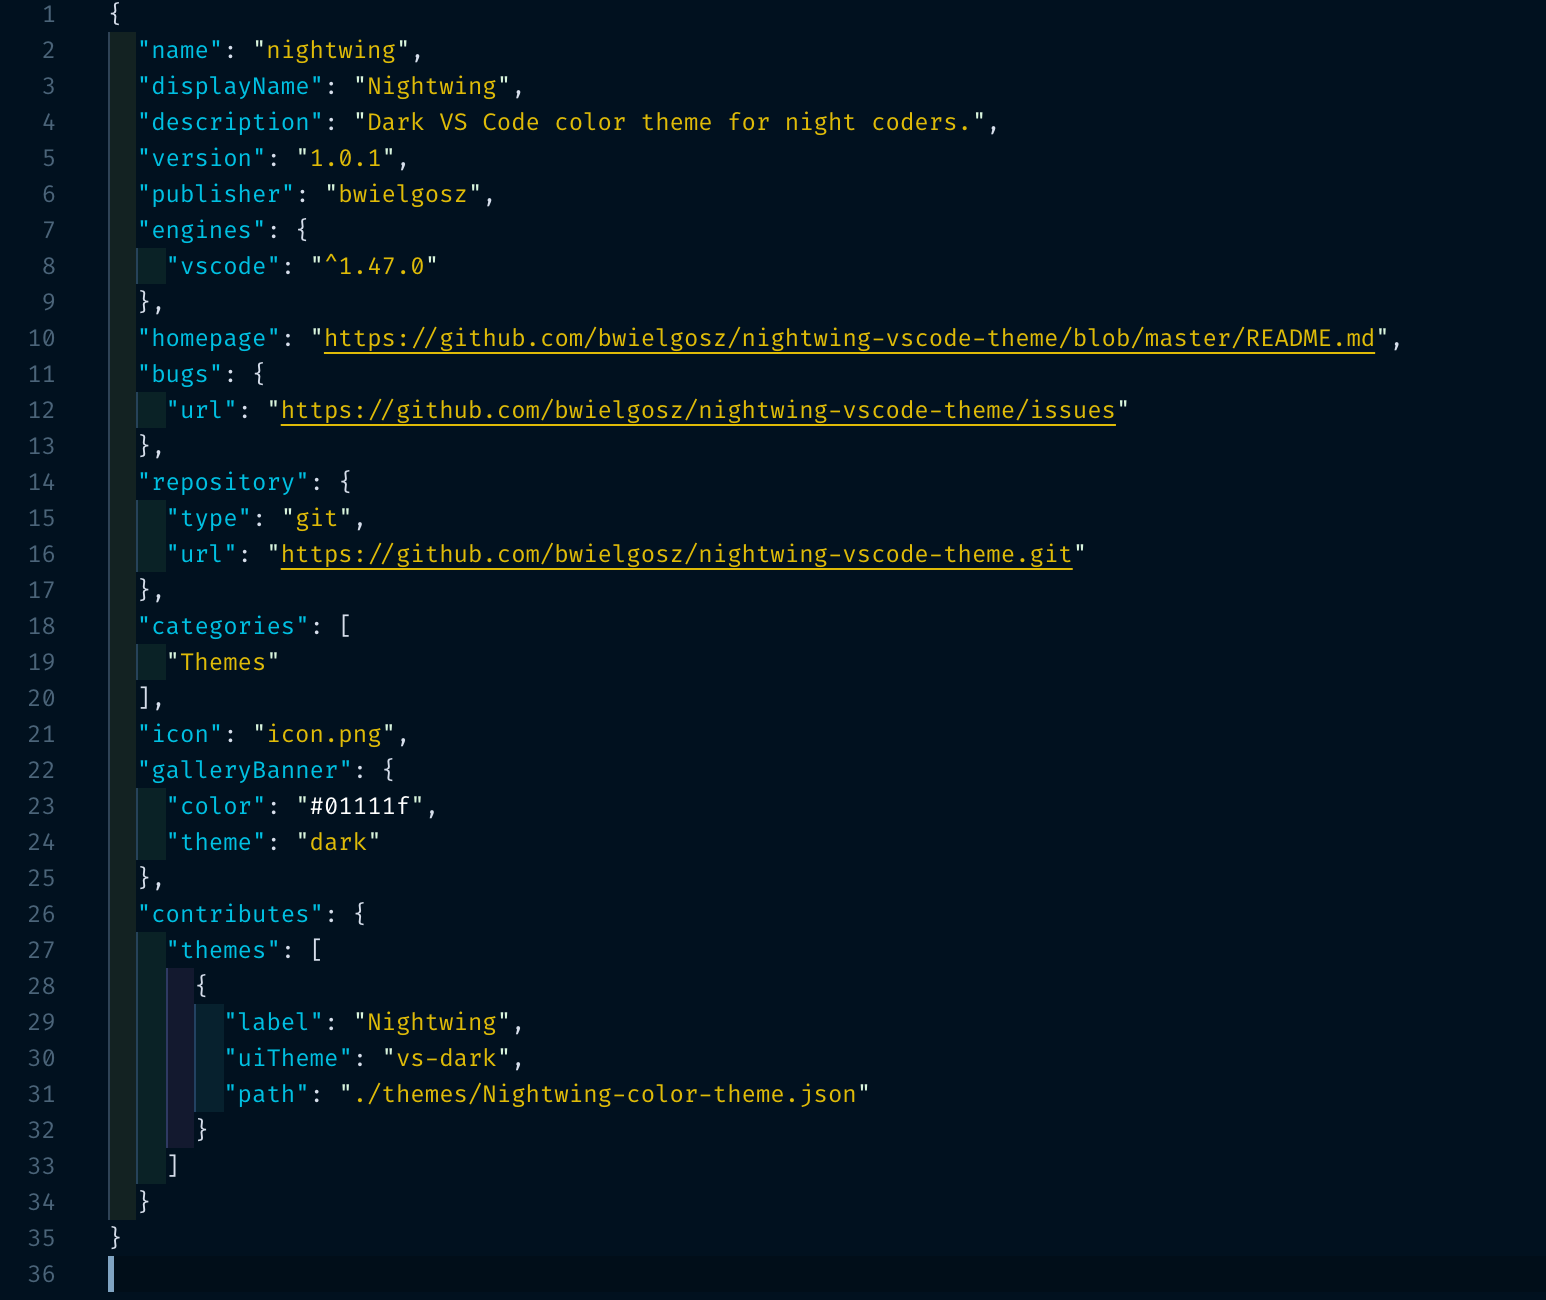 1 {
2 "name": "nightwing",
3 "displayName": "Nightwing",
4 "description": "Dark VS Code color theme for night coders.",
5 "version": "1.0.1",
6 "publisher": "bwielgosz",
7 "engines": {
8 "vscode": "^1.47.0"
9 },
10 "homepage": "https://github.com/bwielgosz/nightwing-vscode-theme/blob/master/README.md",
11 "bugs": {
12 "url": "https://github.com/bwielgosz/nightwing-vscode-theme/issues"
13 },
14 "repository": {
15 "type": "git",
16 "url": "https://github.com/bwielgosz/nightwing-vscode-theme.git"
17 },
18 "categories": [
19 "Themes"
20 ],
21 "icon": "icon.png",
22 "galleryBanner": {
23 "color": "#01111f",
24 "theme": "dark"
25 },
26 "contributes": {
27 "themes": [
28 {
29 "label": "Nightwing",
30 "uiTheme": "vs-dark",
31 "path": "./themes/Nightwing-color-theme.json"
32 }
33 ]
34 }
35 }
36